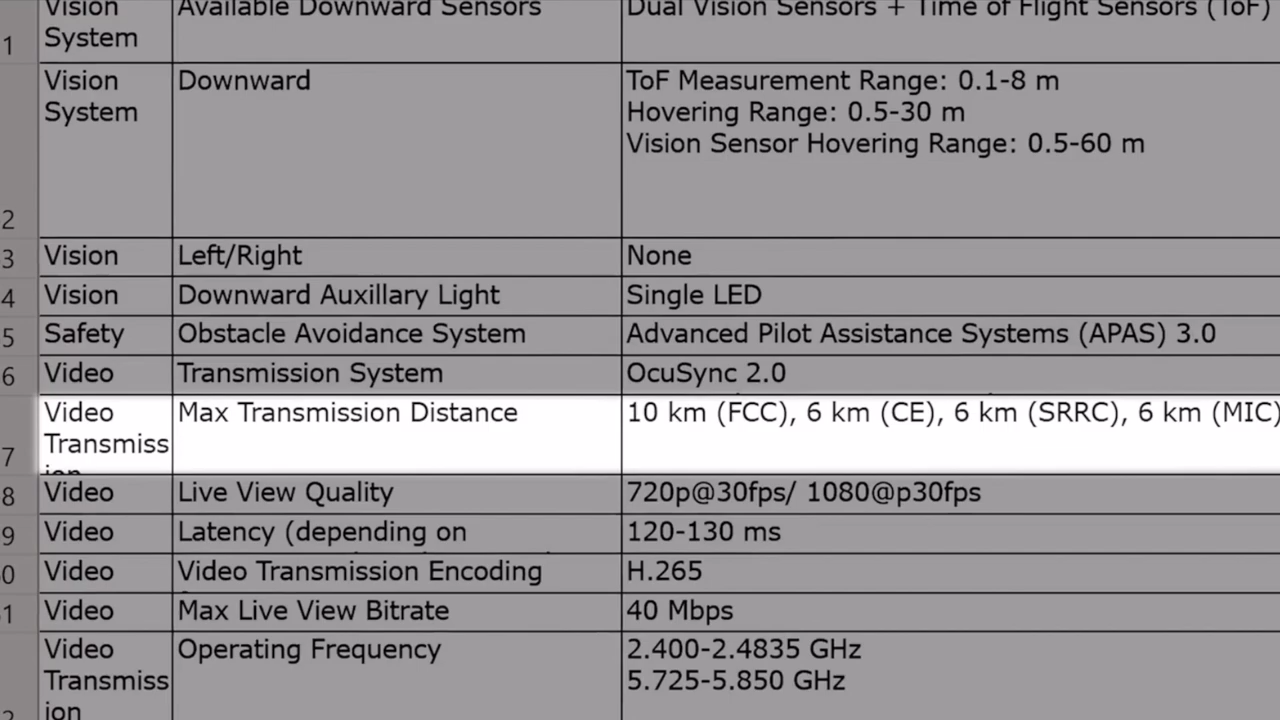 Vision
System
Available Downward Sensors
Dual Vision Sensors + Time of Flight Sensors (ToF)
1
Vision
System
Downward
ToF Measurement Range: 0.1-8 m
Hovering Range: 0.5-30 m
Vision Sensor Hovering Range: 0.5-60 m
2
3 Vision Left/Right None
4 Vision Downward Auxillary Light Single LED
5 Safety Obstacle Avoidance System Advanced Pilot Assistance Systems (APAS) 3.0
6 Video Transmission System OcuSync 2.0
Video
Transmiss
ion
Max Transmission Distance
10 km (FCC), 6 km (CE), 6 km (SRRC), 6 km (MIC)
7
8 Video Live View Quality 720p@30fps/ 1080@p30fps
9 Video Latency (depending on 120-130 ms
0 Video Video Transmission Encoding H.265
1 Video Max Live View Bitrate 40 Mbps
Video
Transmiss
ion
Operating Frequency
2.400-2.4835 GHz
5.725-5.850 GHz
2